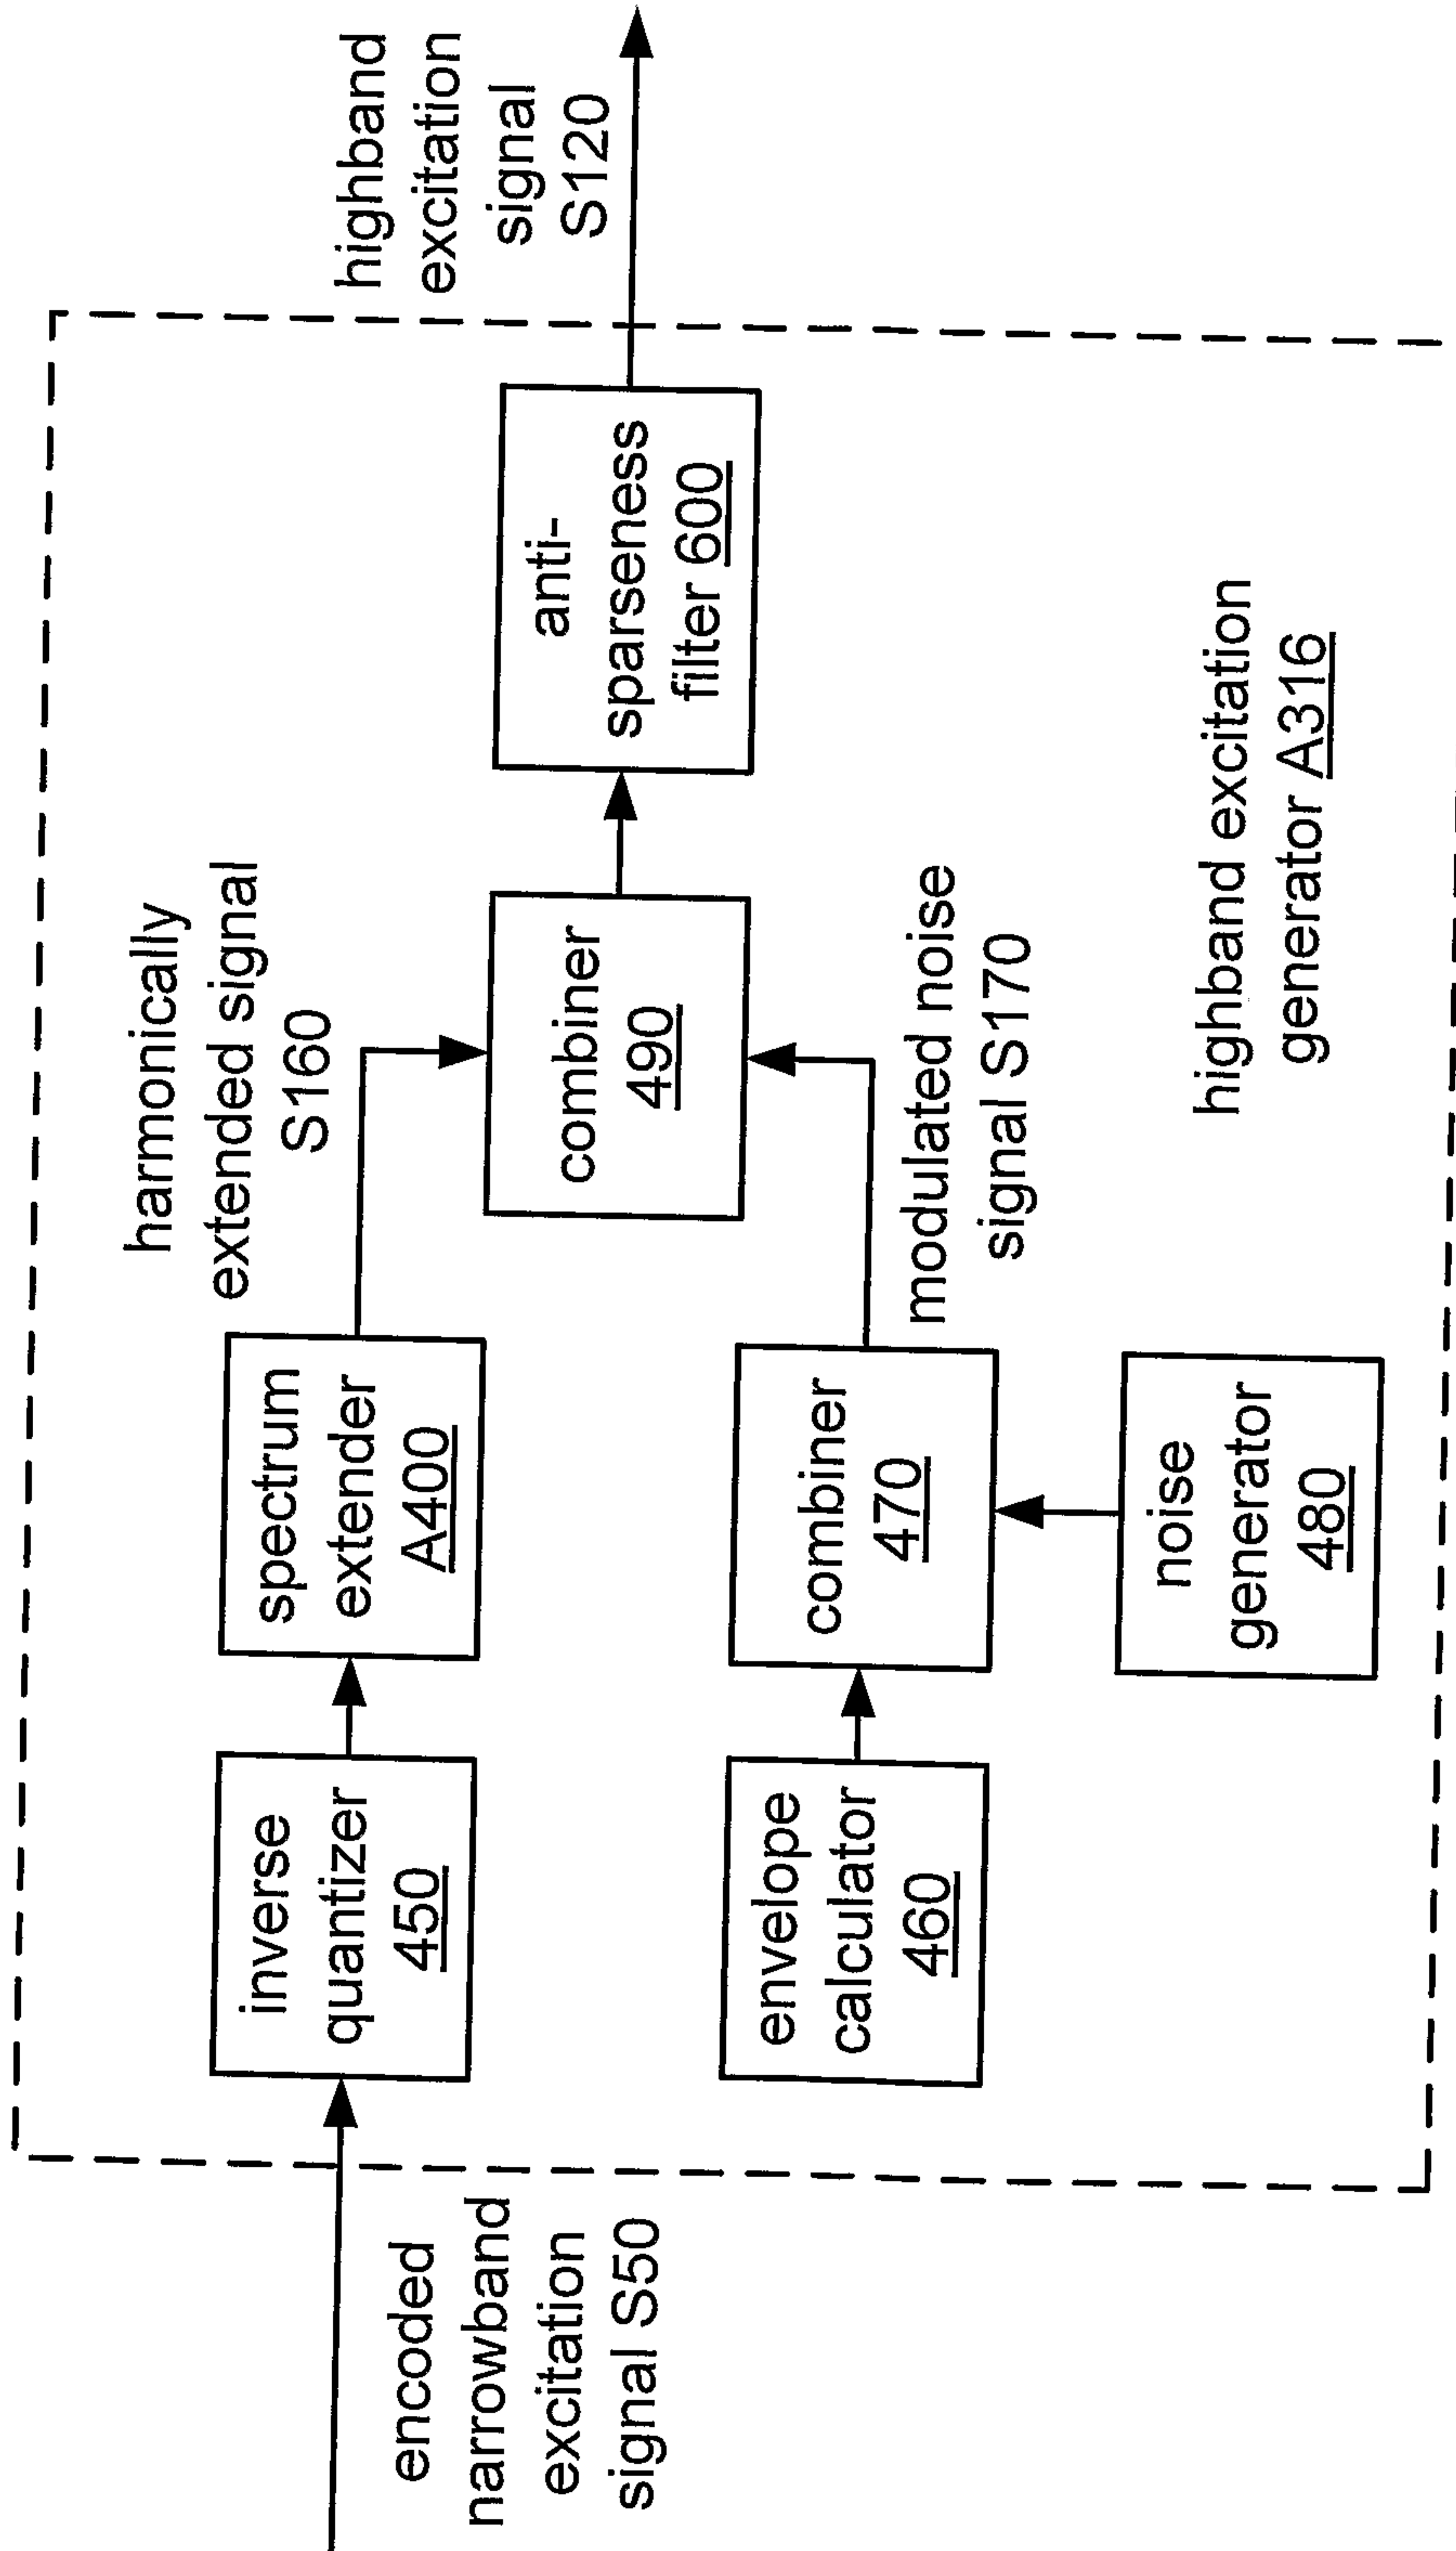 encoded
narrowband
excitation
signal S50
inverse
quantizer
450
spectrum
extender
A400
harmonically
extended signal
S160
envelope
calculator
460
combiner
470
noise
generator
480
modulated noise
signal S170
combiner
490
anti-
sparseness
filter 600
highband
excitation
signal
S120
highband excitation
generator A316